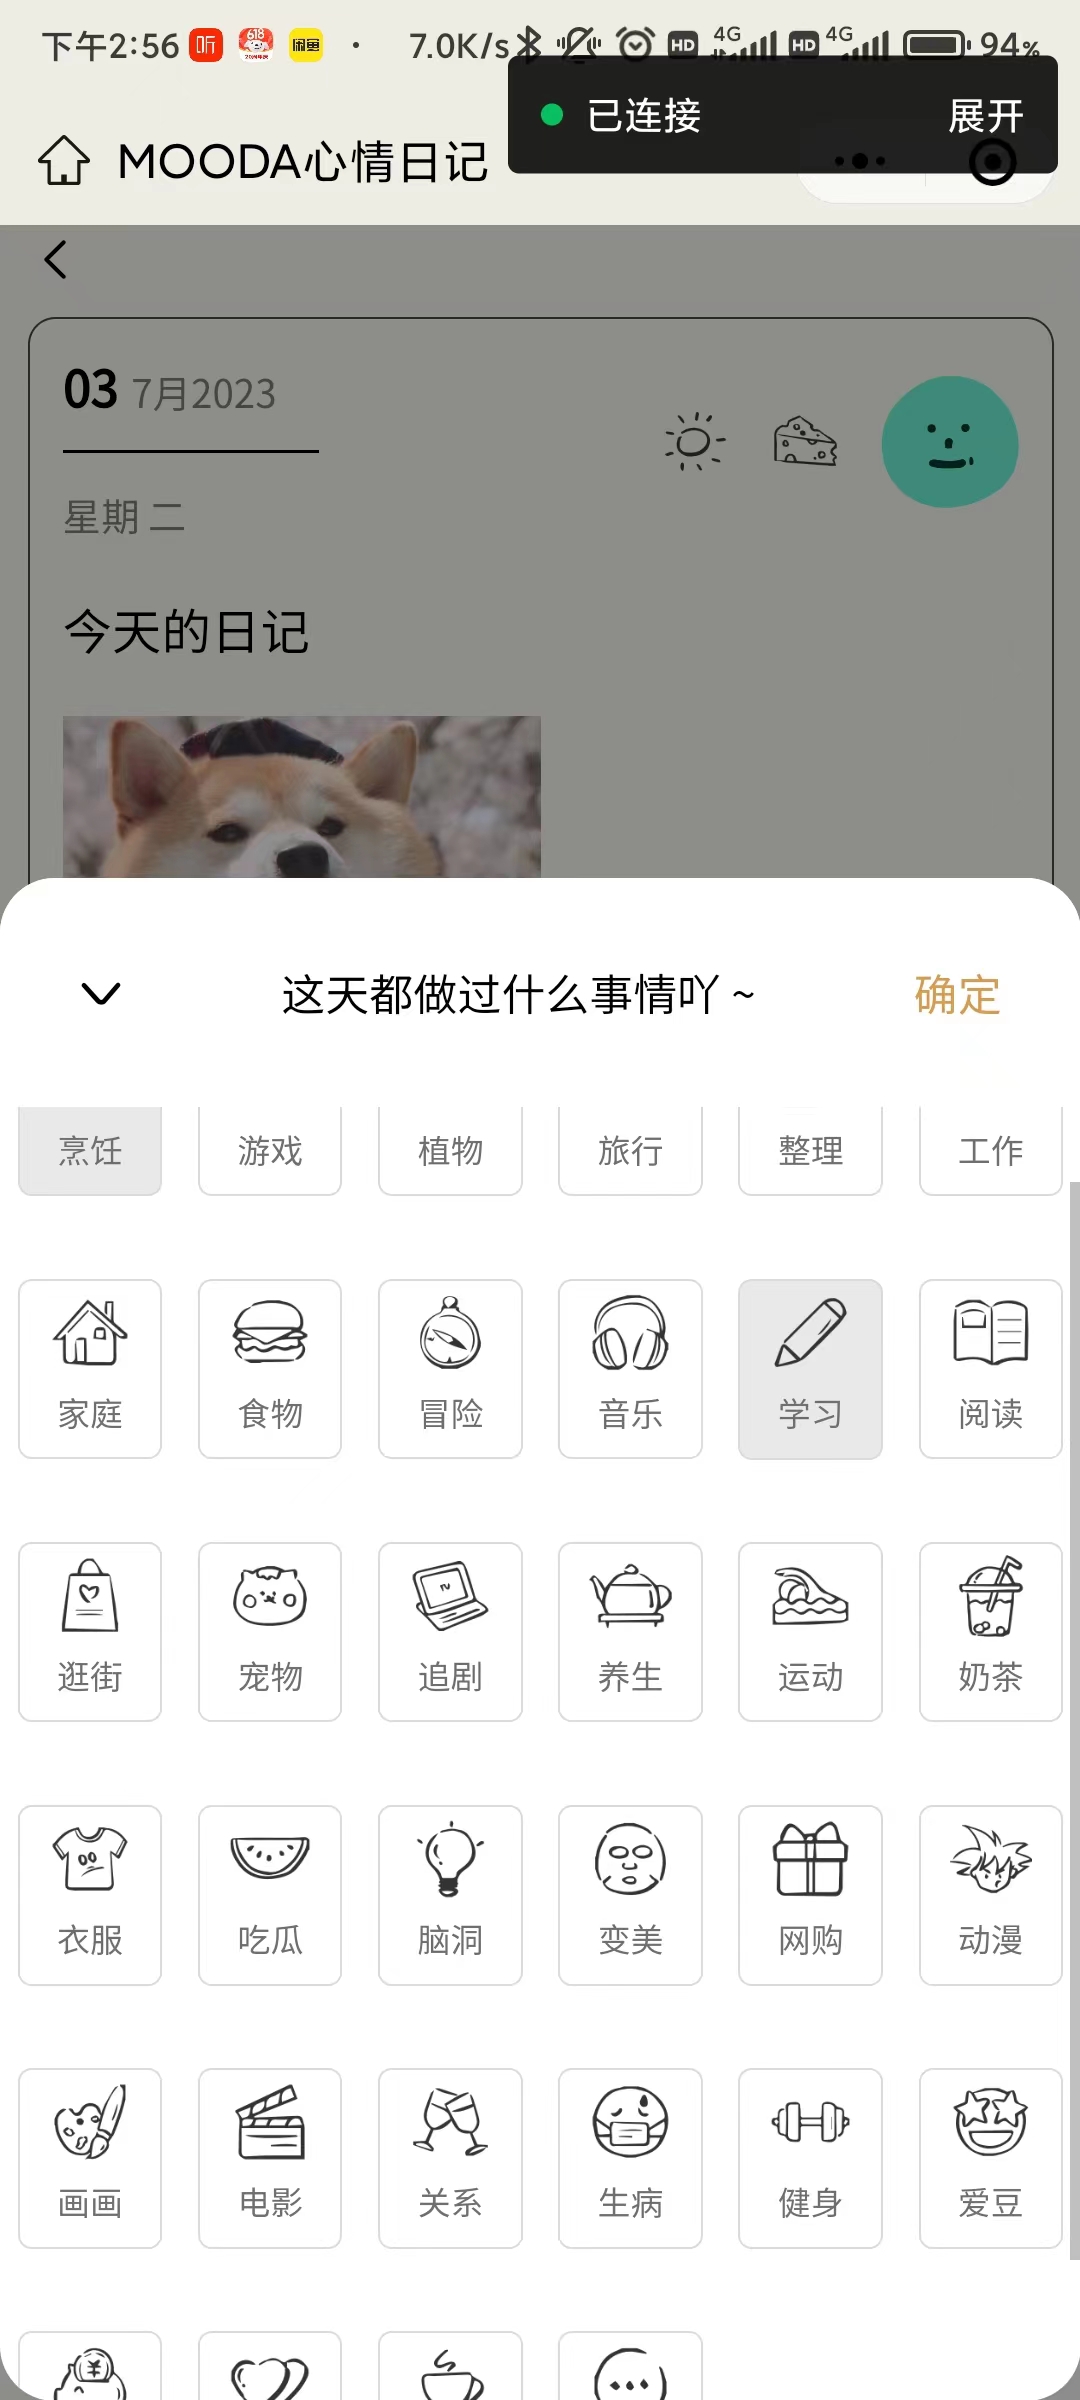 下午2:56 听 618 闲鱼 · 7.0K/s HD 4G HD 4G 94%
已连接 展开
MOODA心情日记
03 7月2023
星期 二
今天的日记
这天都做过什么事情吖~ 确定
烹饪 游戏 植物 旅行 整理 工作
家庭 食物 冒险 音乐 学习 阅读
逛街 宠物 追剧 养生 运动 奶茶
衣服 吃瓜 脑洞 变美 网购 动漫
画画 电影 关系 生病 健身 爱豆
¥